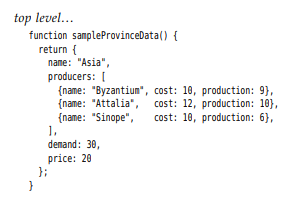 top level…
function sampleProvinceData() {
  return {
    name: "Asia",
    producers: [
      {name: "Byzantium", cost: 10, production: 9},
      {name: "Attalia",   cost: 12, production: 10},
      {name: "Sinope",    cost: 10, production: 6},
    ],
    demand: 30,
    price: 20
  };
}